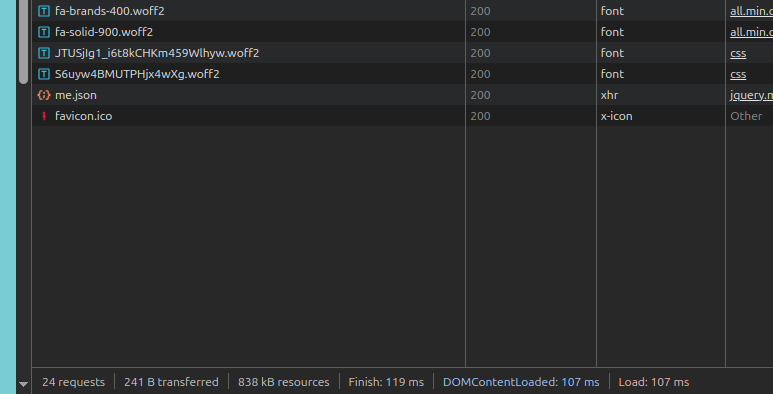 fa-brands-400.woff2 200 font all.min.c
fa-solid-900.woff2 200 font all.min.c
JTUSjIg1_i6t8kCHKm459Wlhyw.woff2 200 font css
S6uyw4BMUTPHjx4wXg.woff2 200 font css
me.json 200 xhr jquery.m
favicon.ico 200 x-icon Other
24 requests 241 B transferred 838 kB resources Finish: 119 ms DOMContentLoaded: 107 ms Load: 107 ms